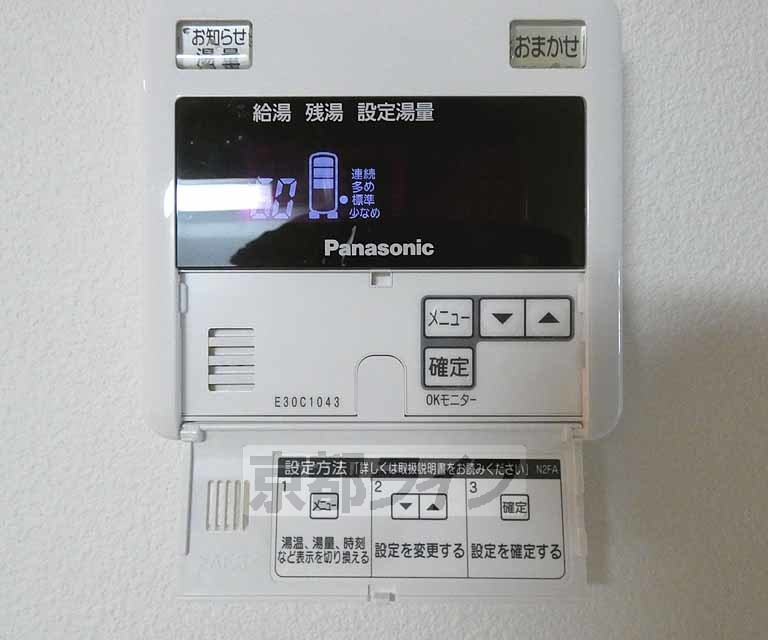 お知らせ
湯量
おまかせ
給湯 残湯 設定湯量
連続
多め
標準
少なめ
Panasonic
メニュー
確定
E30C1043
OKモニター
設定方法 「詳しくは取扱説明書をお読みください」 N2FA
1 2 3
メニュー
確定
湯温、湯量、時刻
など表示を切り換える
設定を変更する
設定を確定する
京都ライフ